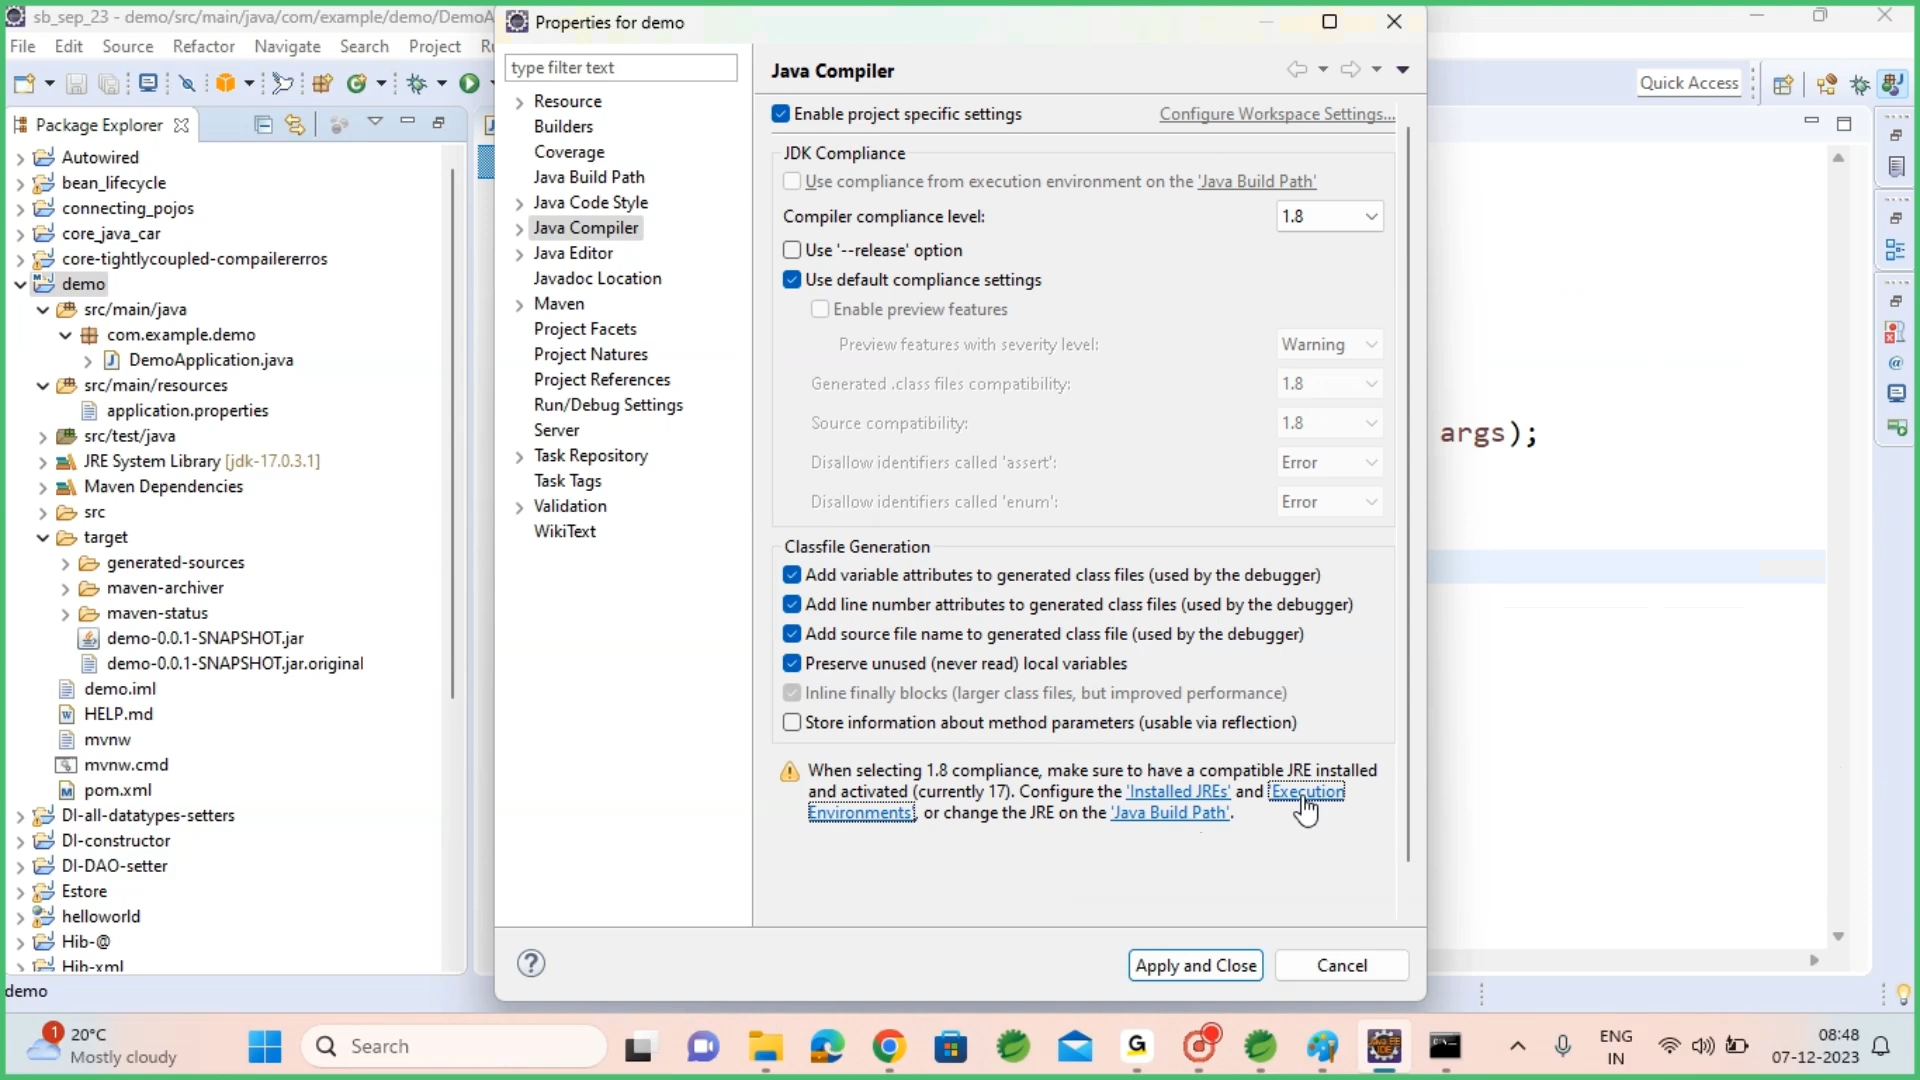 sb_sep_23 - demo/src/main/java/com/example/demo/DemoA
File Edit Source Refactor Navigate Search Project
Quick Access
Package Explorer
Autowired
bean_lifecycle
connecting_pojos
core_java_car
core-tightlycoupled-compailererros
demo
src/main/java
com.example.demo
DemoApplication.java
src/main/resources
application.properties
src/test/java
JRE System Library [jdk-17.0.3.1]
Maven Dependencies
src
target
generated-sources
maven-archiver
maven-status
demo-0.0.1-SNAPSHOT.jar
demo-0.0.1-SNAPSHOT.jar.original
demo.iml
HELP.md
mvnw
mvnw.cmd
pom.xml
DI-all-datatypes-setters
DI-constructor
DI-DAO-setter
Estore
helloworld
Hib-@
Hib-xml
demo
Properties for demo
type filter text
Resource
Builders
Coverage
Java Build Path
Java Code Style
Java Compiler
Java Editor
Javadoc Location
Maven
Project Facets
Project Natures
Project References
Run/Debug Settings
Server
Task Repository
Task Tags
Validation
WikiText
Java Compiler
Enable project specific settings Configure Workspace Settings...
JDK Compliance
Use compliance from execution environment on the 'Java Build Path'
Compiler compliance level: 1.8
Use '--release' option
Use default compliance settings
Enable preview features
Preview features with severity level: Warning
Generated .class files compatibility: 1.8
Source compatibility: 1.8
Disallow identifiers called 'assert': Error
Disallow identifiers called 'enum': Error
Classfile Generation
Add variable attributes to generated class files (used by the debugger)
Add line number attributes to generated class files (used by the debugger)
Add source file name to generated class file (used by the debugger)
Preserve unused (never read) local variables
Inline finally blocks (larger class files, but improved performance)
Store information about method parameters (usable via reflection)
When selecting 1.8 compliance, make sure to have a compatible JRE installed
and activated (currently 17). Configure the 'Installed JREs' and 'Execution
Environments', or change the JRE on the 'Java Build Path'.
Apply and Close Cancel
args);
1
20°C
Mostly cloudy
Search
G
ENG
IN
08:48
07-12-2023